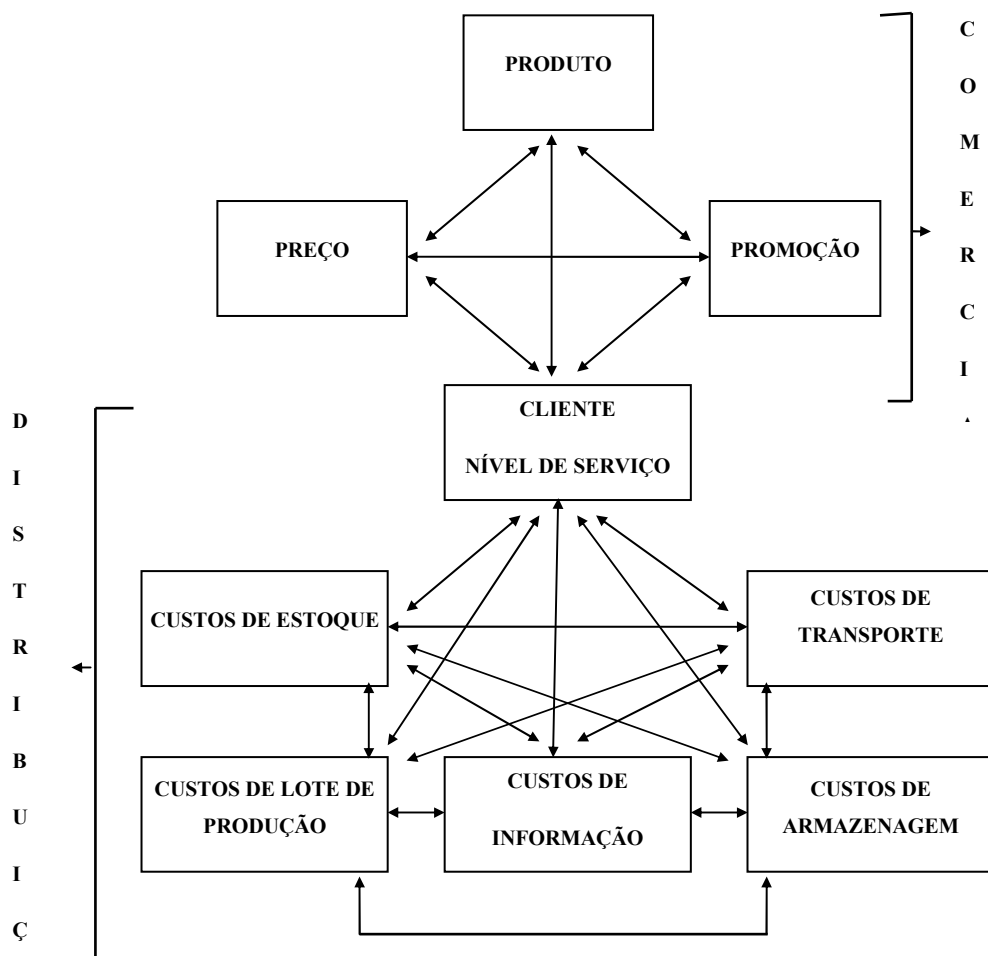 PRODUTO
PREÇO
PROMOÇÃO
C
O
M
E
R
C
I
CLIENTE
NÍVEL DE SERVIÇO
CUSTOS DE ESTOQUE
CUSTOS DE
TRANSPORTE
CUSTOS DE LOTE DE
PRODUÇÃO
CUSTOS DE
INFORMAÇÃO
CUSTOS DE
ARMAZENAGEM
D
I
S
T
R
I
B
U
I
Ç